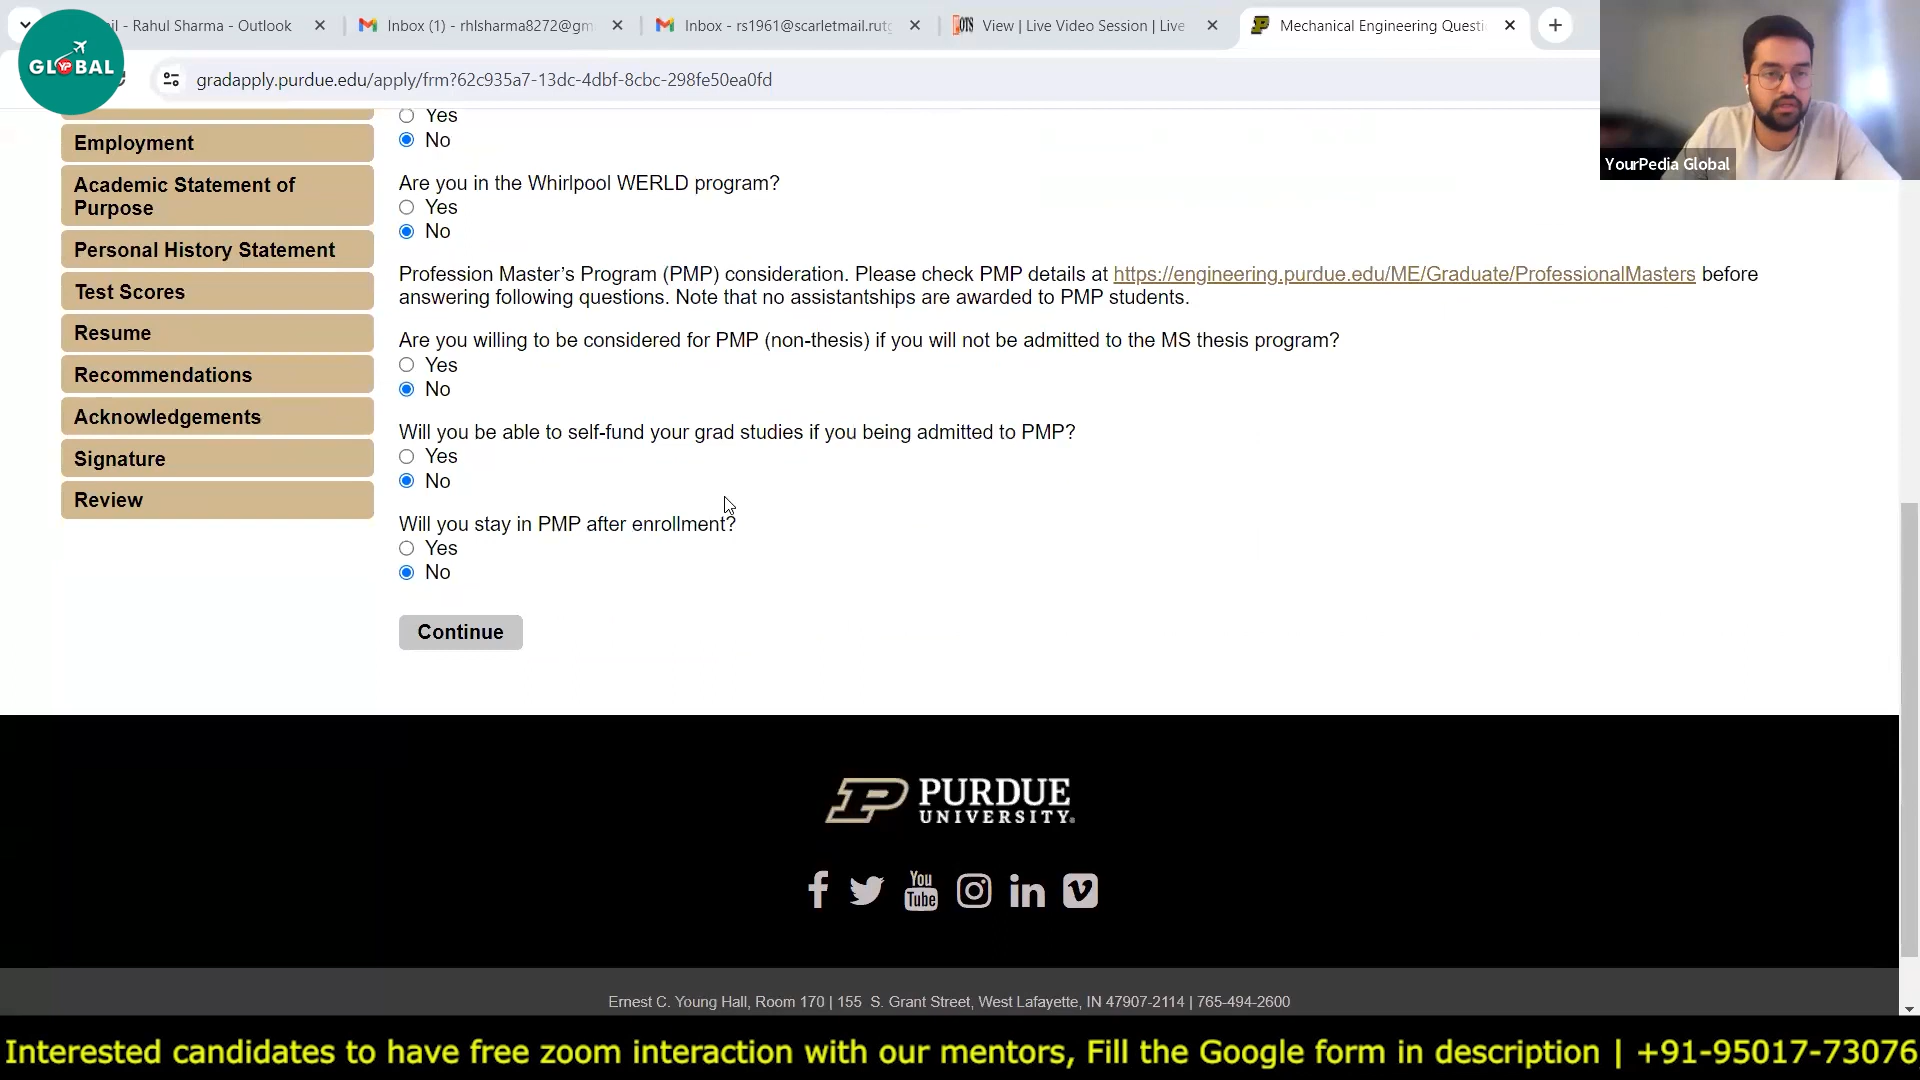 il - Rahul Sharma - Outlook
Inbox (1) - rhlsharma8272@gm
Inbox - rs1961@scarletmail.rutg
View | Live Video Session | Live
Mechanical Engineering Questi
GLOBAL
YP
gradapply.purdue.edu/apply/frm?62c935a7-13dc-4dbf-8cbc-298fe50ea0fd
YourPedia Global
Employment
Academic Statement of
Purpose
Personal History Statement
Test Scores
Resume
Recommendations
Acknowledgements
Signature
Review
Yes
No
Are you in the Whirlpool WERLD program?
Yes
No
Profession Master’s Program (PMP) consideration. Please check PMP details at https://engineering.purdue.edu/ME/Graduate/ProfessionalMasters before
answering following questions. Note that no assistantships are awarded to PMP students.
Are you willing to be considered for PMP (non-thesis) if you will not be admitted to the MS thesis program?
Yes
No
Will you be able to self-fund your grad studies if you being admitted to PMP?
Yes
No
Will you stay in PMP after enrollment?
Yes
No
Continue
PURDUE
UNIVERSITY®
You
Tube
Ernest C. Young Hall, Room 170 | 155 S. Grant Street, West Lafayette, IN 47907-2114 | 765-494-2600
Interested candidates to have free zoom interaction with our mentors, Fill the Google form in description | +91-95017-73076